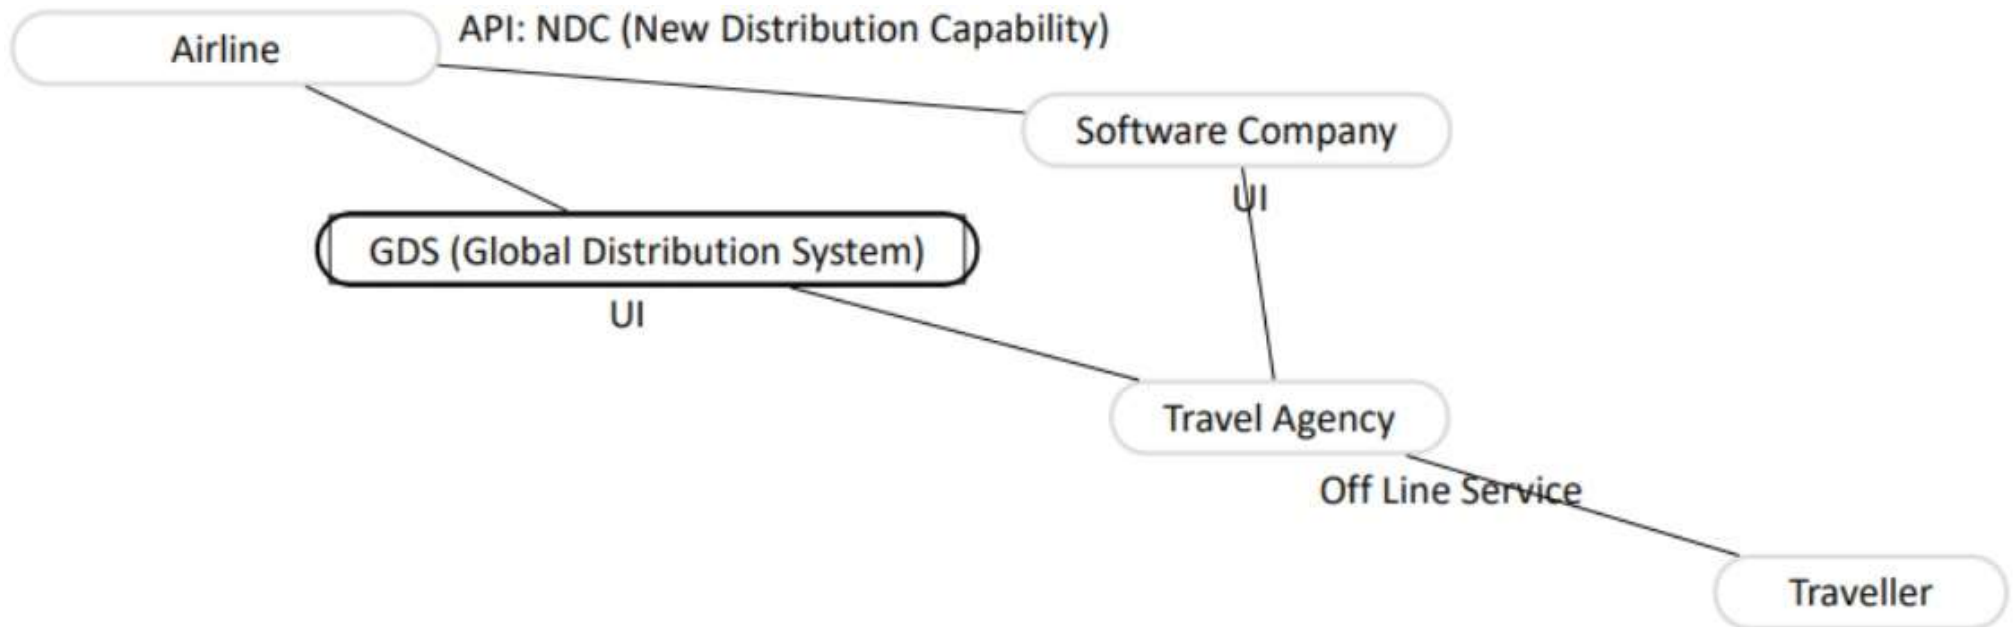 API: NDC (New Distribution Capability)
Airline
Software Company
UI
GDS (Global Distribution System)
UI
Travel Agency
Off Line Service
Traveller